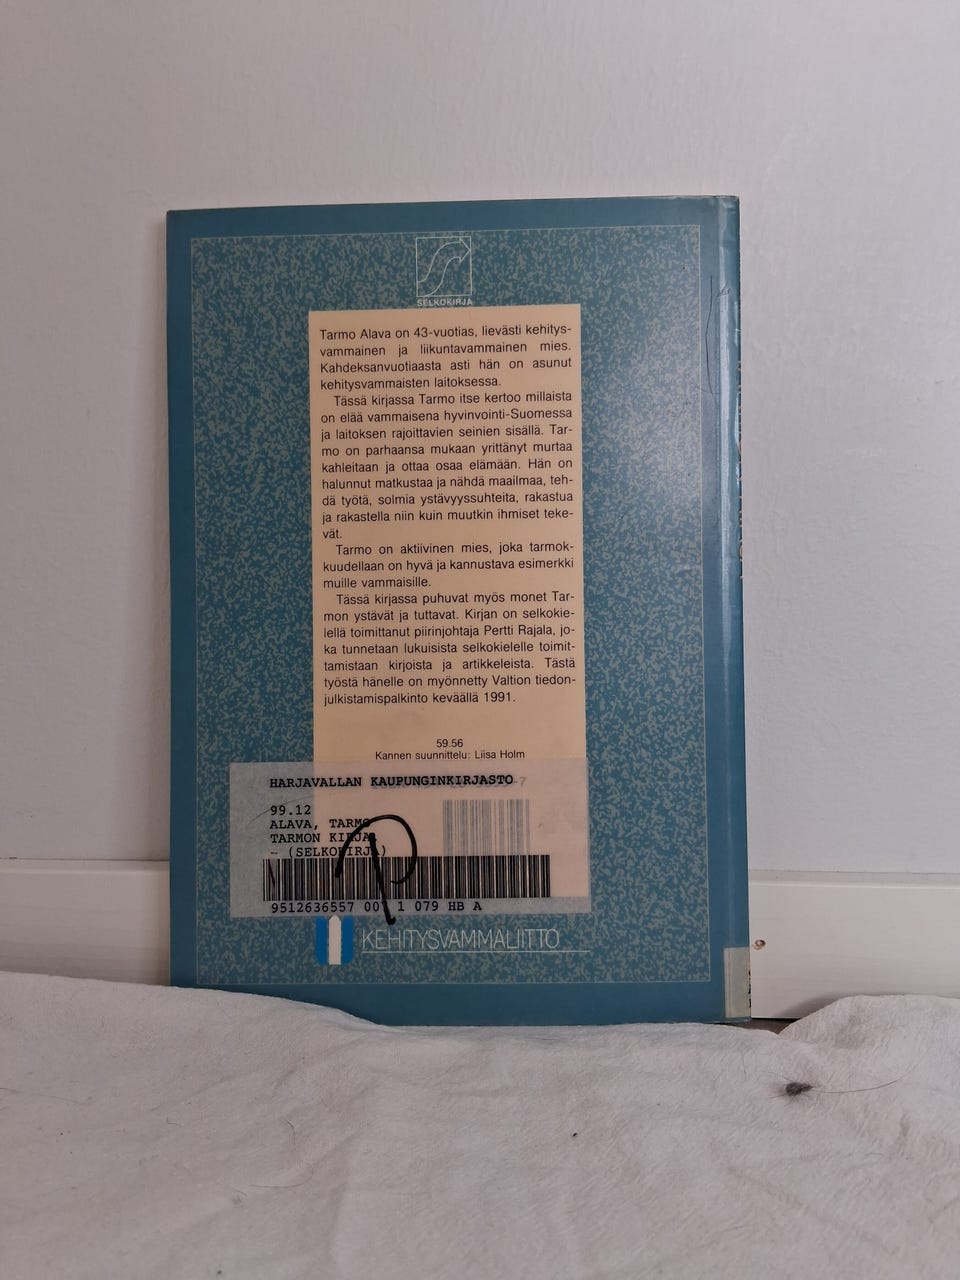 SELKOKIRJA
Tarmo Alava on 43-vuotias, lievästi kehitys-
vammainen ja liikuntavammainen mies.
Kahdeksanvuotiaasta asti hän on asunut
kehitysvammaisten laitoksessa.
Tässä kirjassa Tarmo itse kertoo millaista
on elää vammaisena hyvinvointi-Suomessa
ja laitoksen rajoittavien seinien sisällä. Tar-
mo on parhaansa mukaan yrittänyt murtaa
kahleitaan ja ottaa osaa elämään. Hän on
halunnut matkustaa ja nähdä maailmaa, teh-
dä työtä, solmia ystävyyssuhteita, rakastua
ja rakastella niin kuin muutkin ihmiset teke-
vät.
Tarmo on aktiivinen mies, joka tarmok-
kuudellaan on hyvä ja kannustava esimerkki
muille vammaisille.
Tässä kirjassa puhuvat myös monet Tar-
mon ystävät ja tuttavat. Kirjan on selkokie-
lellä toimittanut piirinjohtaja Pertti Rajala, jo-
ka tunnetaan lukuisista selkokielelle toimit-
tamistaan kirjoista ja artikkeleista. Tästä
työstä hänelle on myönnetty Valtion tiedon-
julkistamispalkinto keväällä 1991.
59.56
Kannen suunnittelu: Liisa Holm
HARJAVALLAN KAUPUNGINKIRJASTO
99.12
ALAVA, TARMO
TARMON KIRJA
- (SELKOKIRJA)
9512636557 00 1 079 HB A
KEHITYSVAMMALIITTO